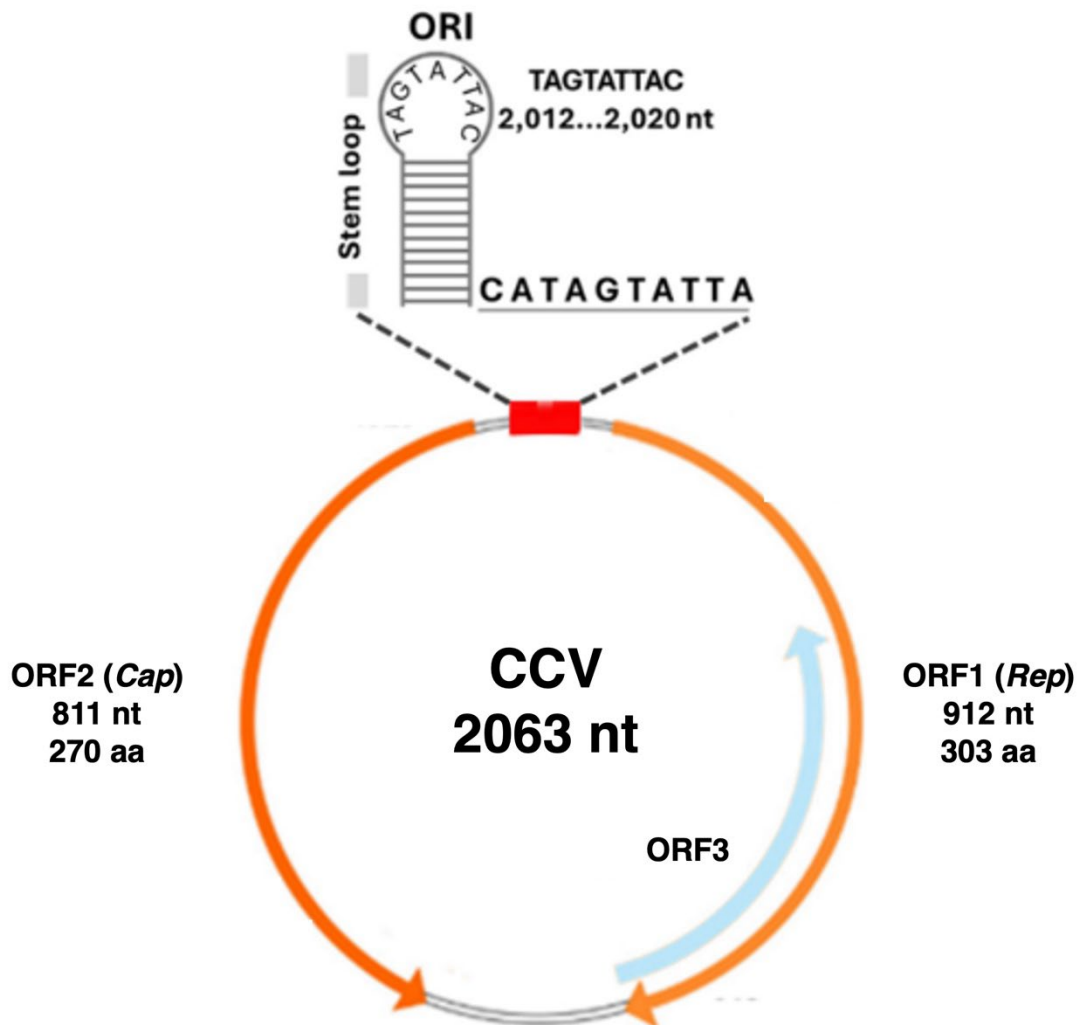 ORI
TAGTATTAC
TAGTATTAC
2,012...2,020 nt
Stem loop
CATAGTATTA
CCV
2063 nt
ORF2 (Cap)
811 nt
270 aa
ORF1 (Rep)
912 nt
303 aa
ORF3